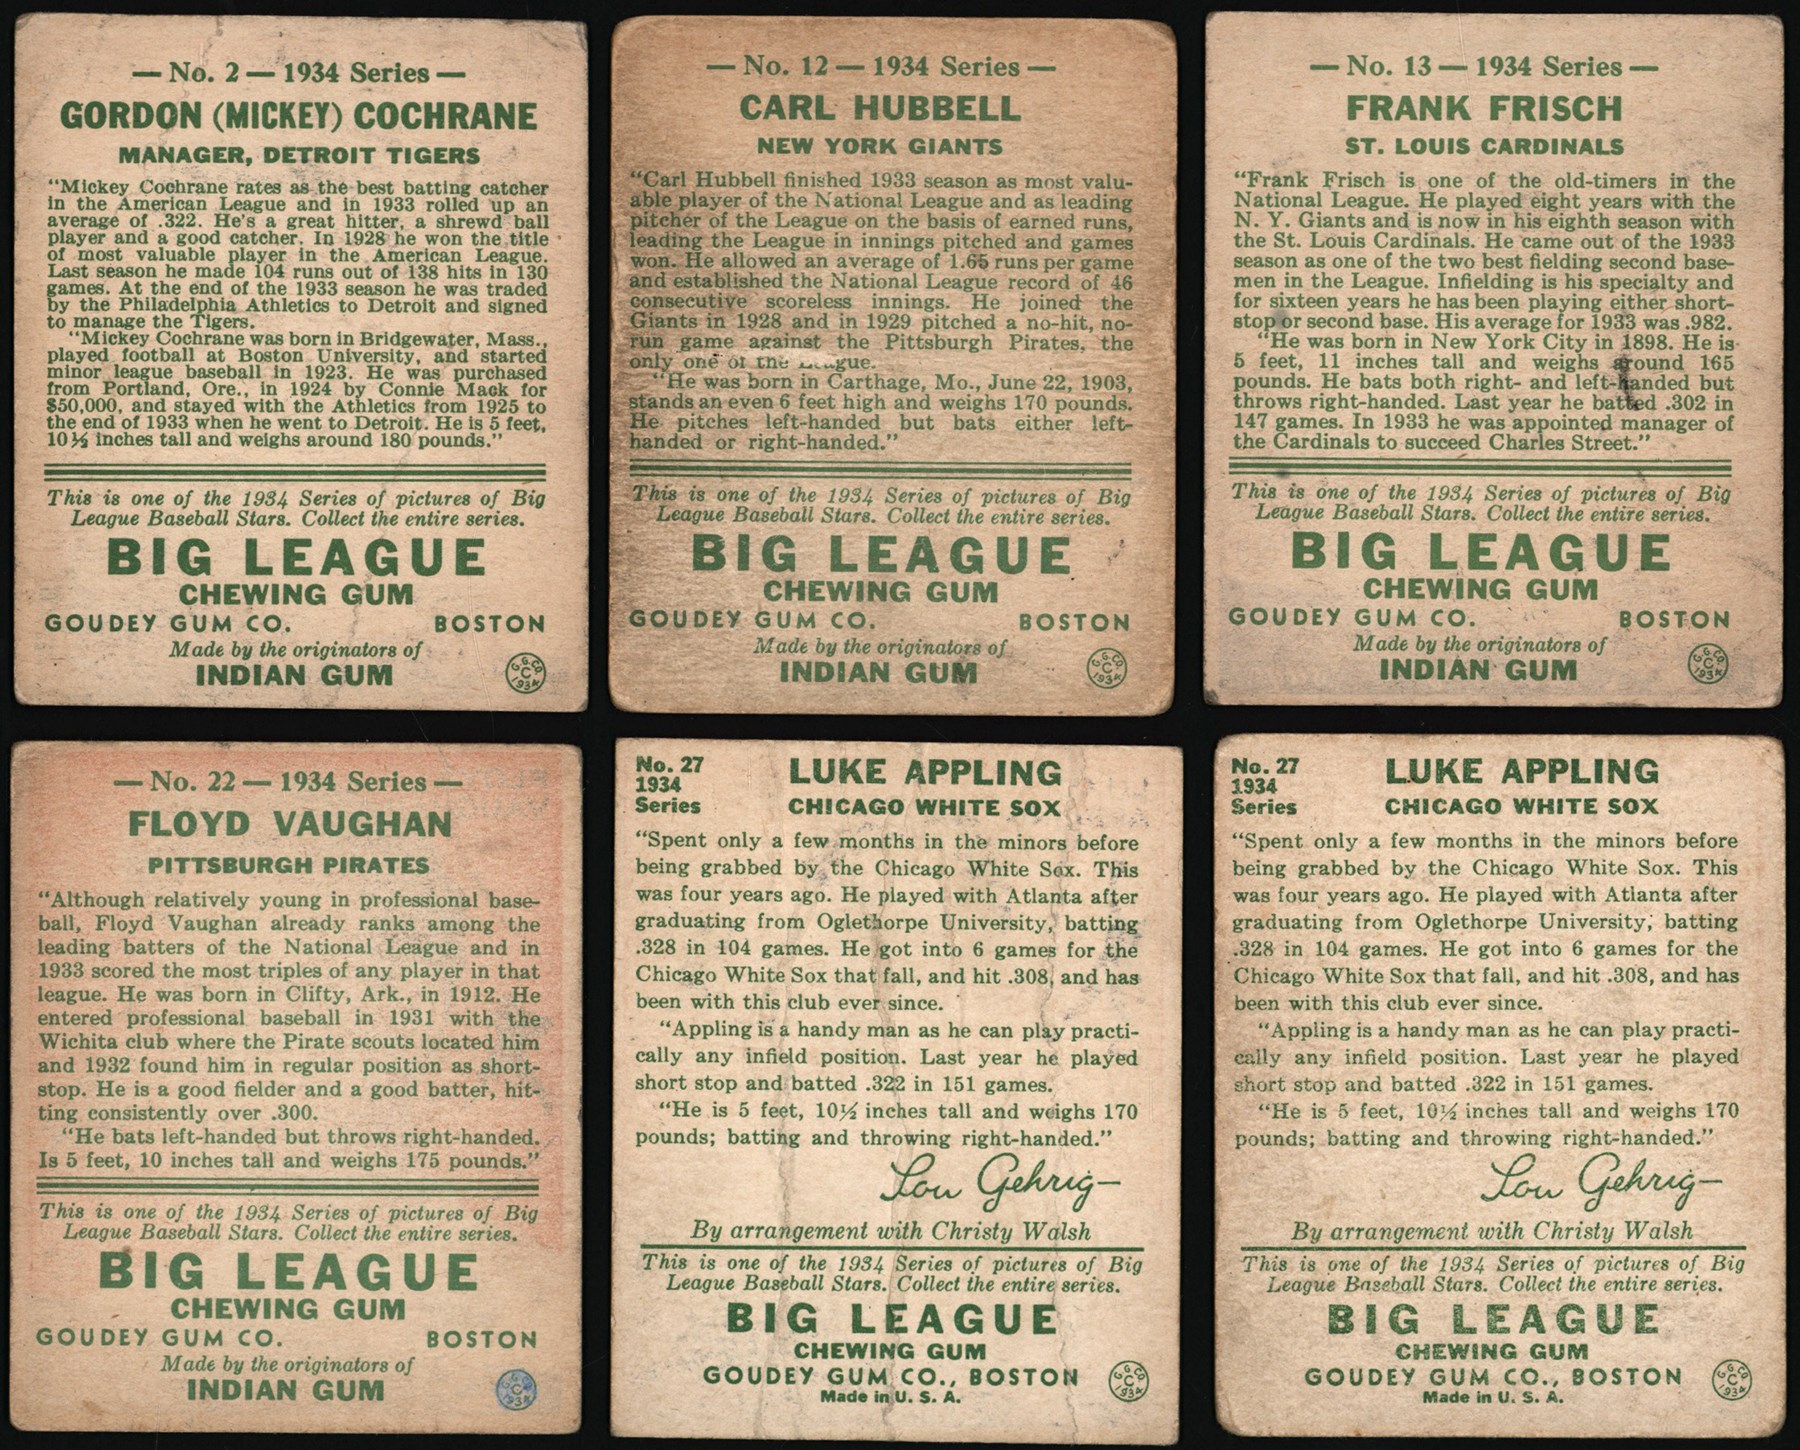 — No. 2 — 1934 Series —
GORDON (MICKEY) COCHRANE
MANAGER, DETROIT TIGERS
“Mickey Cochrane rates as the best batting catcher
in the American League and in 1933 rolled up an
average of .322. He's a great hitter, a shrewd ball
player and a good catcher. In 1928 he won the title
of most valuable player in the American League.
Last season he made 104 runs out of 138 hits in 130
games. At the end of the 1933 season he was traded
by the Philadelphia Athletics to Detroit and signed
to manage the Tigers.
“Mickey Cochrane was born in Bridgewater, Mass.,
played football at Boston University, and started
minor league baseball in 1923. He was purchased
from Portland, Ore., in 1924 by Connie Mack for
$50,000, and stayed with the Athletics from 1925 to
the end of 1933 when he went to Detroit. He is 5 feet,
10½ inches tall and weighs around 180 pounds.”
This is one of the 1934 Series of pictures of Big
League Baseball Stars. Collect the entire series.
BIG LEAGUE
CHEWING GUM
GOUDEY GUM CO. BOSTON
Made by the originators of
INDIAN GUM
G.G.CO.
C
1934
— No. 12 — 1934 Series —
CARL HUBBELL
NEW YORK GIANTS
“Carl Hubbell finished 1933 season as most valu-
able player of the National League and as leading
pitcher of the League on the basis of earned runs,
leading the League in innings pitched and games
won. He allowed an average of 1.65 runs per game
and established the National League record of 46
consecutive scoreless innings. He joined the
Giants in 1928 and in 1929 pitched a no-hit, no-
run game against the Pittsburgh Pirates, the
only one of the League.
“He was born in Carthage, Mo., June 22, 1903,
stands an even 6 feet high and weighs 170 pounds.
He pitches left-handed but bats either left-
handed or right-handed.”
This is one of the 1934 Series of pictures of Big
League Baseball Stars. Collect the entire series.
BIG LEAGUE
CHEWING GUM
GOUDEY GUM CO. BOSTON
Made by the originators of
INDIAN GUM
G.G.CO.
C
1934
— No. 13 — 1934 Series —
FRANK FRISCH
ST. LOUIS CARDINALS
“Frank Frisch is one of the old-timers in the
National League. He played eight years with the
N. Y. Giants and is now in his eighth season with
the St. Louis Cardinals. He came out of the 1933
season as one of the two best fielding second base-
men in the League. Infielding is his specialty and
for sixteen years he has been playing either short-
stop or second base. His average for 1933 was .982.
“He was born in New York City in 1898. He is
5 feet, 11 inches tall and weighs around 165
pounds. He bats both right- and left-handed but
throws right-handed. Last year he batted .302 in
147 games. In 1933 he was appointed manager of
the Cardinals to succeed Charles Street.”
This is one of the 1934 Series of pictures of Big
League Baseball Stars. Collect the entire series.
BIG LEAGUE
CHEWING GUM
GOUDEY GUM CO. BOSTON
Made by the originators of
INDIAN GUM
G.G.CO.
C
1934
— No. 22 — 1934 Series —
FLOYD VAUGHAN
PITTSBURGH PIRATES
“Although relatively young in professional base-
ball, Floyd Vaughan already ranks among the
leading batters of the National League and in
1933 scored the most triples of any player in that
league. He was born in Clifty, Ark., in 1912. He
entered professional baseball in 1931 with the
Wichita club where the Pirate scouts located him
and 1932 found him in regular position as short-
stop. He is a good fielder and a good batter, hit-
ting consistently over .300.
“He bats left-handed but throws right-handed.
Is 5 feet, 10 inches tall and weighs 175 pounds.”
This is one of the 1934 Series of pictures of Big
League Baseball Stars. Collect the entire series.
BIG LEAGUE
CHEWING GUM
GOUDEY GUM CO. BOSTON
Made by the originators of
INDIAN GUM
G.G.CO.
C
1934
No. 27
1934
Series
LUKE APPLING
CHICAGO WHITE SOX
“Spent only a few months in the minors before
being grabbed by the Chicago White Sox. This
was four years ago. He played with Atlanta after
graduating from Oglethorpe University, batting
.328 in 104 games. He got into 6 games for the
Chicago White Sox that fall, and hit .308, and has
been with this club ever since.
“Appling is a handy man as he can play practi-
cally any infield position. Last year he played
short stop and batted .322 in 151 games.
“He is 5 feet, 10½ inches tall and weighs 170
pounds; batting and throwing right-handed.”
Lou Gehrig—
By arrangement with Christy Walsh
This is one of the 1934 Series of pictures of Big
League Baseball Stars. Collect the entire series.
BIG LEAGUE
CHEWING GUM
GOUDEY GUM CO., BOSTON
Made in U. S. A.
G.G.CO.
C
1934
No. 27
1934
Series
LUKE APPLING
CHICAGO WHITE SOX
“Spent only a few months in the minors before
being grabbed by the Chicago White Sox. This
was four years ago. He played with Atlanta after
graduating from Oglethorpe University, batting
.328 in 104 games. He got into 6 games for the
Chicago White Sox that fall, and hit .308, and has
been with this club ever since.
“Appling is a handy man as he can play practi-
cally any infield position. Last year he played
short stop and batted .322 in 151 games.
“He is 5 feet, 10½ inches tall and weighs 170
pounds; batting and throwing right-handed.”
Lou Gehrig—
By arrangement with Christy Walsh
This is one of the 1934 Series of pictures of Big
League Baseball Stars. Collect the entire series.
BIG LEAGUE
CHEWING GUM
GOUDEY GUM CO., BOSTON
Made in U. S. A.
G.G.CO.
C
1934